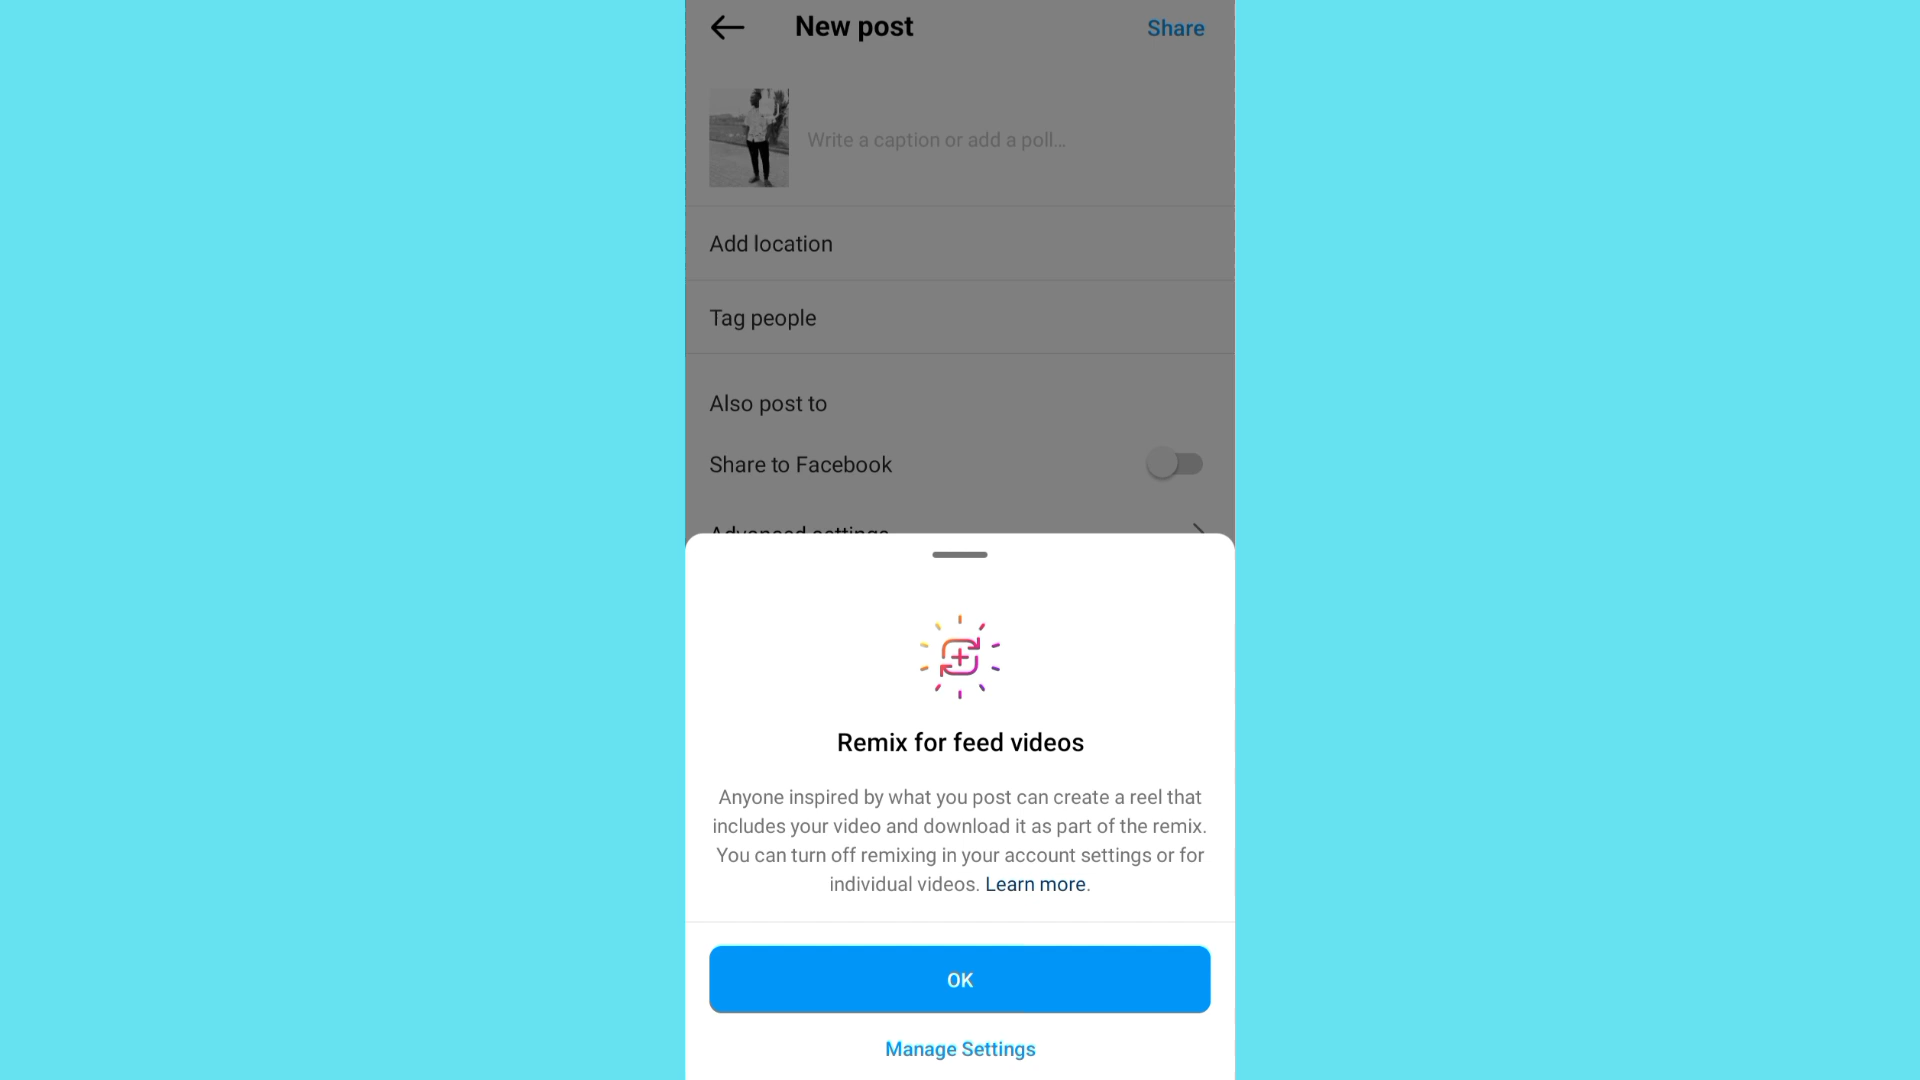 New post
Share
Write a caption or add a poll...
Add location
Tag people
Also post to
Share to Facebook
Advanced settings
Remix for feed videos
Anyone inspired by what you post can create a reel that
includes your video and download it as part of the remix.
You can turn off remixing in your account settings or for
individual videos. Learn more.
OK
Manage Settings